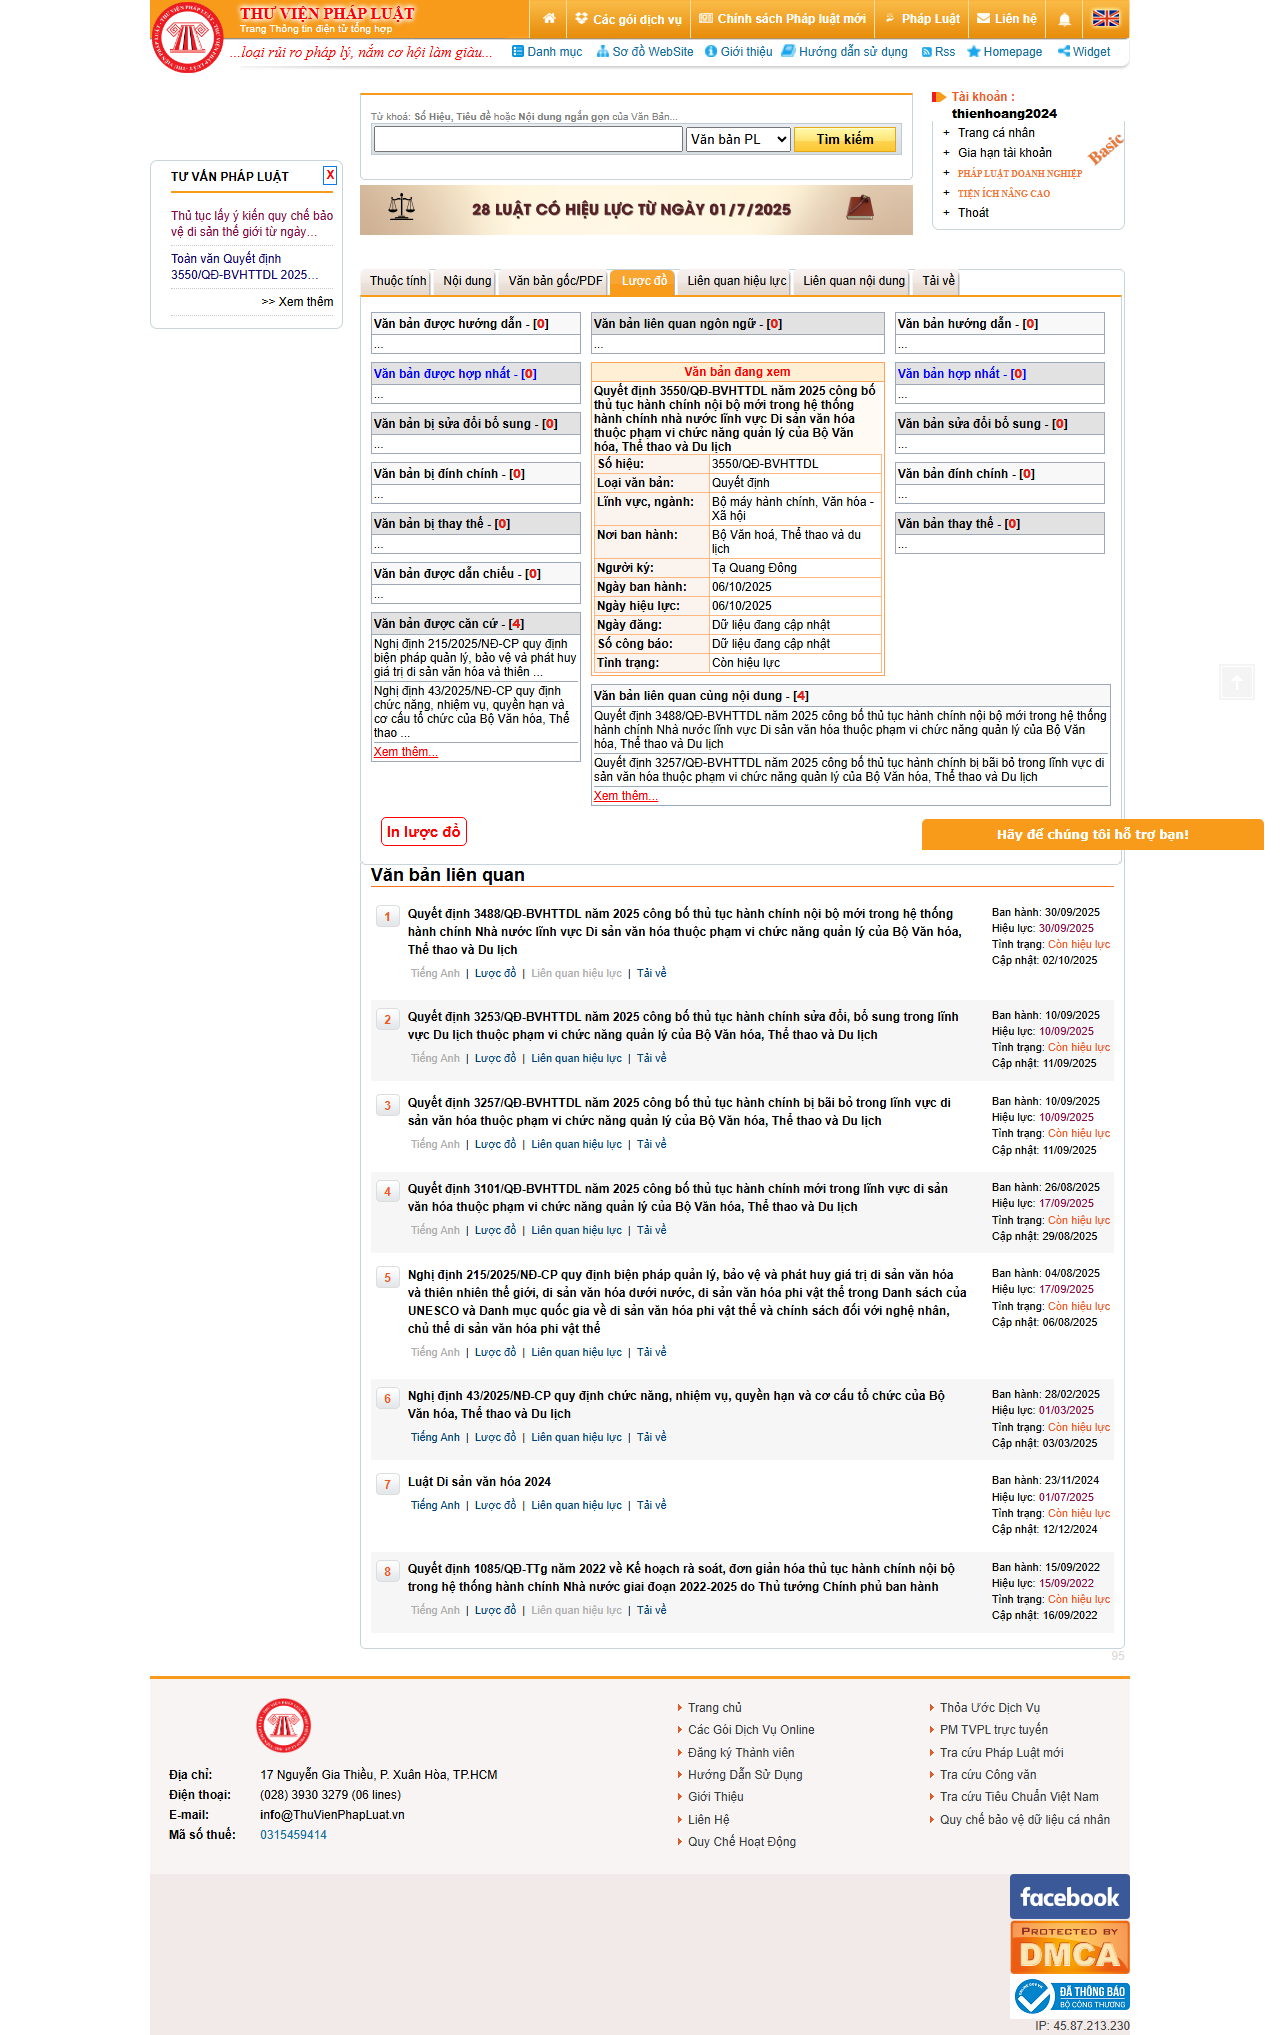 THƯ VIỆN PHÁP LUẬT
Trang Thông tin điện tử tổng hợp
Các gói dịch vụ
Chính sách Pháp luật mới
Pháp Luật
Liên hệ
...loại rủi ro pháp lý, nắm cơ hội làm giàu...
Danh mục
Sơ đồ WebSite
Giới thiệu
Hướng dẫn sử dụng
Rss
Homepage
Widget
TƯ VẤN PHÁP LUẬT
X
Thủ tục lấy ý kiến quy chế bảo
vệ di sản thế giới từ ngày…
Toàn văn Quyết định
3550/QĐ-BVHTTDL 2025…
>> Xem thêm
Từ khoá: Số Hiệu, Tiêu đề hoặc Nội dung ngắn gọn của Văn Bản...
Văn bản PL
Tìm kiếm
28 LUẬT CÓ HIỆU LỰC TỪ NGÀY 01/7/2025
Tài khoản :
thienhoang2024
+ Trang cá nhân
+ Gia hạn tài khoản
+ PHÁP LUẬT DOANH NGHIỆP
+ TIỆN ÍCH NÂNG CAO
+ Thoát
Basic
Thuộc tính
Nội dung
Văn bản gốc/PDF
Lược đồ
Liên quan hiệu lực
Liên quan nội dung
Tải về
Văn bản được hướng dẫn - [0]
...
Văn bản được hợp nhất - [0]
...
Văn bản bị sửa đổi bổ sung - [0]
...
Văn bản bị đính chính - [0]
...
Văn bản bị thay thế - [0]
...
Văn bản được dẫn chiếu - [0]
...
Văn bản được căn cứ - [4]
Nghị định 215/2025/NĐ-CP quy định
biện pháp quản lý, bảo vệ và phát huy
giá trị di sản văn hóa và thiên ...
Nghị định 43/2025/NĐ-CP quy định
chức năng, nhiệm vụ, quyền hạn và
cơ cấu tổ chức của Bộ Văn hóa, Thể
thao ...
Xem thêm...
Văn bản liên quan ngôn ngữ - [0]
...
Văn bản đang xem
Quyết định 3550/QĐ-BVHTTDL năm 2025 công bố
thủ tục hành chính nội bộ mới trong hệ thống
hành chính nhà nước lĩnh vực Di sản văn hóa
thuộc phạm vi chức năng quản lý của Bộ Văn
hóa, Thể thao và Du lịch
Số hiệu: 3550/QĐ-BVHTTDL
Loại văn bản: Quyết định
Lĩnh vực, ngành: Bộ máy hành chính, Văn hóa -
Xã hội
Nơi ban hành: Bộ Văn hoá, Thể thao và du
lịch
Người ký: Tạ Quang Đông
Ngày ban hành: 06/10/2025
Ngày hiệu lực: 06/10/2025
Ngày đăng: Dữ liệu đang cập nhật
Số công báo: Dữ liệu đang cập nhật
Tình trạng: Còn hiệu lực
Văn bản hướng dẫn - [0]
...
Văn bản hợp nhất - [0]
...
Văn bản sửa đổi bổ sung - [0]
...
Văn bản đính chính - [0]
...
Văn bản thay thế - [0]
...
Văn bản liên quan cùng nội dung - [4]
Quyết định 3488/QĐ-BVHTTDL năm 2025 công bố thủ tục hành chính nội bộ mới trong hệ thống
hành chính Nhà nước lĩnh vực Di sản văn hóa thuộc phạm vi chức năng quản lý của Bộ Văn
hóa, Thể thao và Du lịch
Quyết định 3257/QĐ-BVHTTDL năm 2025 công bố thủ tục hành chính bị bãi bỏ trong lĩnh vực di
sản văn hóa thuộc phạm vi chức năng quản lý của Bộ Văn hóa, Thể thao và Du lịch
Xem thêm...
In lược đồ
Hãy để chúng tôi hỗ trợ bạn!
Văn bản liên quan
1
Quyết định 3488/QĐ-BVHTTDL năm 2025 công bố thủ tục hành chính nội bộ mới trong hệ thống
hành chính Nhà nước lĩnh vực Di sản văn hóa thuộc phạm vi chức năng quản lý của Bộ Văn hóa,
Thể thao và Du lịch
Tiếng Anh | Lược đồ | Liên quan hiệu lực | Tải về
Ban hành: 30/09/2025
Hiệu lực: 30/09/2025
Tình trạng: Còn hiệu lực
Cập nhật: 02/10/2025
2
Quyết định 3253/QĐ-BVHTTDL năm 2025 công bố thủ tục hành chính sửa đổi, bổ sung trong lĩnh
vực Du lịch thuộc phạm vi chức năng quản lý của Bộ Văn hóa, Thể thao và Du lịch
Tiếng Anh | Lược đồ | Liên quan hiệu lực | Tải về
Ban hành: 10/09/2025
Hiệu lực: 10/09/2025
Tình trạng: Còn hiệu lực
Cập nhật: 11/09/2025
3
Quyết định 3257/QĐ-BVHTTDL năm 2025 công bố thủ tục hành chính bị bãi bỏ trong lĩnh vực di
sản văn hóa thuộc phạm vi chức năng quản lý của Bộ Văn hóa, Thể thao và Du lịch
Tiếng Anh | Lược đồ | Liên quan hiệu lực | Tải về
Ban hành: 10/09/2025
Hiệu lực: 10/09/2025
Tình trạng: Còn hiệu lực
Cập nhật: 11/09/2025
4
Quyết định 3101/QĐ-BVHTTDL năm 2025 công bố thủ tục hành chính mới trong lĩnh vực di sản
văn hóa thuộc phạm vi chức năng quản lý của Bộ Văn hóa, Thể thao và Du lịch
Tiếng Anh | Lược đồ | Liên quan hiệu lực | Tải về
Ban hành: 26/08/2025
Hiệu lực: 17/09/2025
Tình trạng: Còn hiệu lực
Cập nhật: 29/08/2025
5
Nghị định 215/2025/NĐ-CP quy định biện pháp quản lý, bảo vệ và phát huy giá trị di sản văn hóa
và thiên nhiên thế giới, di sản văn hóa dưới nước, di sản văn hóa phi vật thể trong Danh sách của
UNESCO và Danh mục quốc gia về di sản văn hóa phi vật thể và chính sách đối với nghệ nhân,
chủ thể di sản văn hóa phi vật thể
Tiếng Anh | Lược đồ | Liên quan hiệu lực | Tải về
Ban hành: 04/08/2025
Hiệu lực: 17/09/2025
Tình trạng: Còn hiệu lực
Cập nhật: 06/08/2025
6
Nghị định 43/2025/NĐ-CP quy định chức năng, nhiệm vụ, quyền hạn và cơ cấu tổ chức của Bộ
Văn hóa, Thể thao và Du lịch
Tiếng Anh | Lược đồ | Liên quan hiệu lực | Tải về
Ban hành: 28/02/2025
Hiệu lực: 01/03/2025
Tình trạng: Còn hiệu lực
Cập nhật: 03/03/2025
7
Luật Di sản văn hóa 2024
Tiếng Anh | Lược đồ | Liên quan hiệu lực | Tải về
Ban hành: 23/11/2024
Hiệu lực: 01/07/2025
Tình trạng: Còn hiệu lực
Cập nhật: 12/12/2024
8
Quyết định 1085/QĐ-TTg năm 2022 về Kế hoạch rà soát, đơn giản hóa thủ tục hành chính nội bộ
trong hệ thống hành chính Nhà nước giai đoạn 2022-2025 do Thủ tướng Chính phủ ban hành
Tiếng Anh | Lược đồ | Liên quan hiệu lực | Tải về
Ban hành: 15/09/2022
Hiệu lực: 15/09/2022
Tình trạng: Còn hiệu lực
Cập nhật: 16/09/2022
95
Địa chỉ: 17 Nguyễn Gia Thiều, P. Xuân Hòa, TP.HCM
Điện thoại: (028) 3930 3279 (06 lines)
E-mail: info@ThuVienPhapLuat.vn
Mã số thuế: 0315459414
Trang chủ
Các Gói Dịch Vụ Online
Đăng ký Thành viên
Hướng Dẫn Sử Dụng
Giới Thiệu
Liên Hệ
Quy Chế Hoạt Động
Thỏa Ước Dịch Vụ
PM TVPL trực tuyến
Tra cứu Pháp Luật mới
Tra cứu Công văn
Tra cứu Tiêu Chuẩn Việt Nam
Quy chế bảo vệ dữ liệu cá nhân
facebook
PROTECTED BY
DMCA
ĐÃ THÔNG BÁO
BỘ CÔNG THƯƠNG
IP: 45.87.213.230